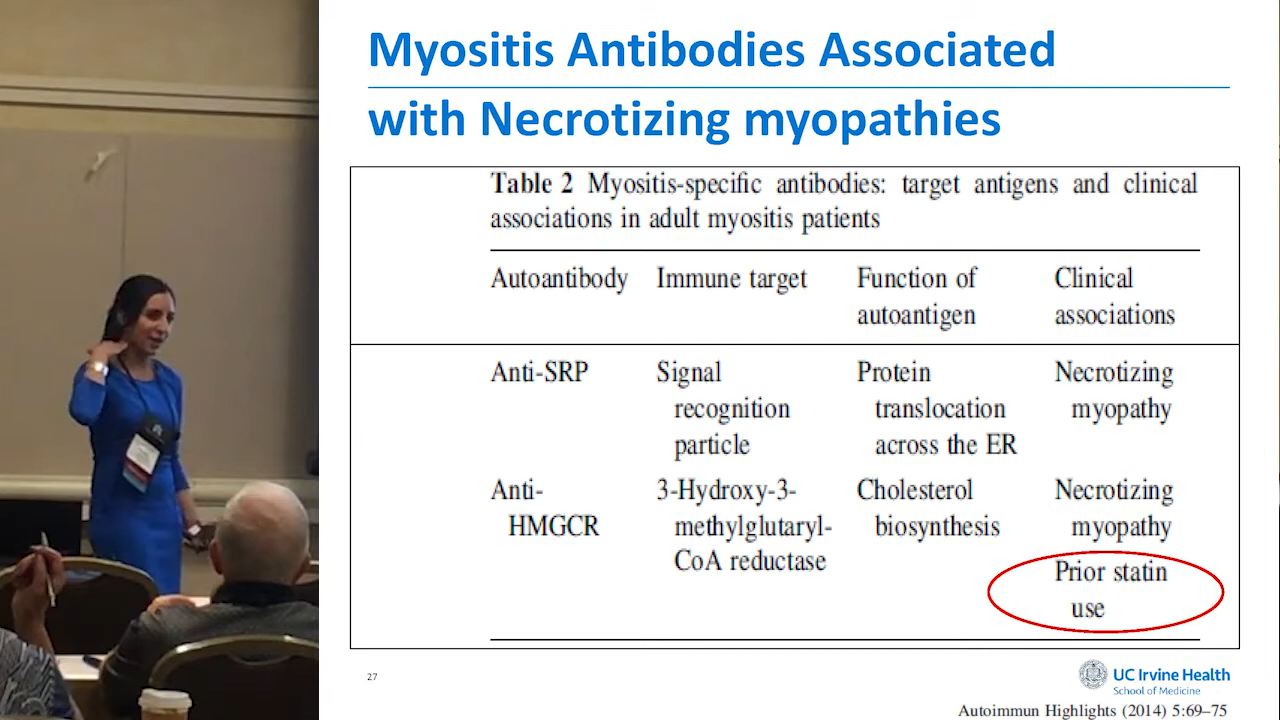 Myositis Antibodies Associated
with Necrotizing myopathies
Table 2 Myositis-specific antibodies: target antigens and clinical
associations in adult myositis patients
Autoantibody Immune target Function of autoantigen Clinical associations
Anti-SRP Signal recognition particle Protein translocation across the ER Necrotizing myopathy
Anti-HMGCR 3-Hydroxy-3-methylglutaryl-CoA reductase Cholesterol biosynthesis Necrotizing myopathy
Prior statin use
27
UC Irvine Health
School of Medicine
Autoimmun Highlights (2014) 5:69–75